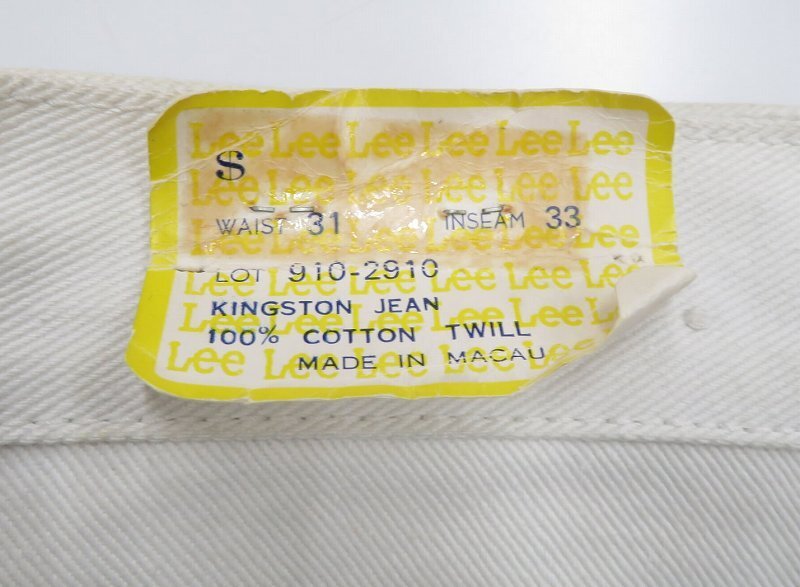 Lee Lee Lee Lee Lee Lee
S
Lee Lee Lee Lee Lee Lee
WAIST 31 INSEAM 33
LOT 910-2910
KINGSTON JEAN
100% COTTON TWILL
MADE IN MACAU
Lee Lee Lee Lee Lee